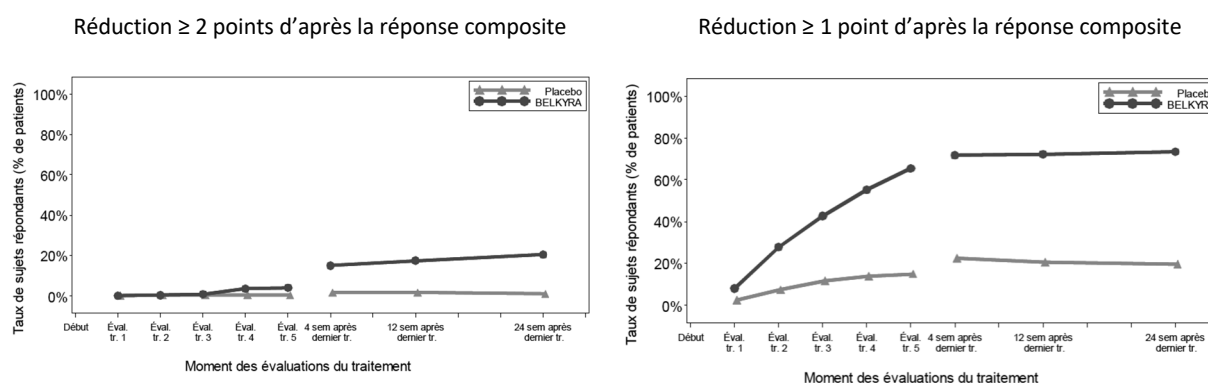 Réduction ≥ 2 points d’après la réponse composite
Taux de sujets répondants (% de patients)
100%
80%
60%
40%
20%
0%
Placebo
BELKYRA
Début
Éval. tr. 1
Éval. tr. 2
Éval. tr. 3
Éval. tr. 4
Éval. tr. 5
4 sem après dernier tr.
12 sem après dernier tr.
24 sem après dernier tr.
Moment des évaluations du traitement
Réduction ≥ 1 point d’après la réponse composite
Taux de sujets répondants (% de patients)
100%
80%
60%
40%
20%
0%
Placeb
BELKYR
Début
Éval. tr. 1
Éval. tr. 2
Éval. tr. 3
Éval. tr. 4
Éval. tr. 5
4 sem après dernier tr.
12 sem après dernier tr.
24 sem après dernier tr.
Moment des évaluations du traitement